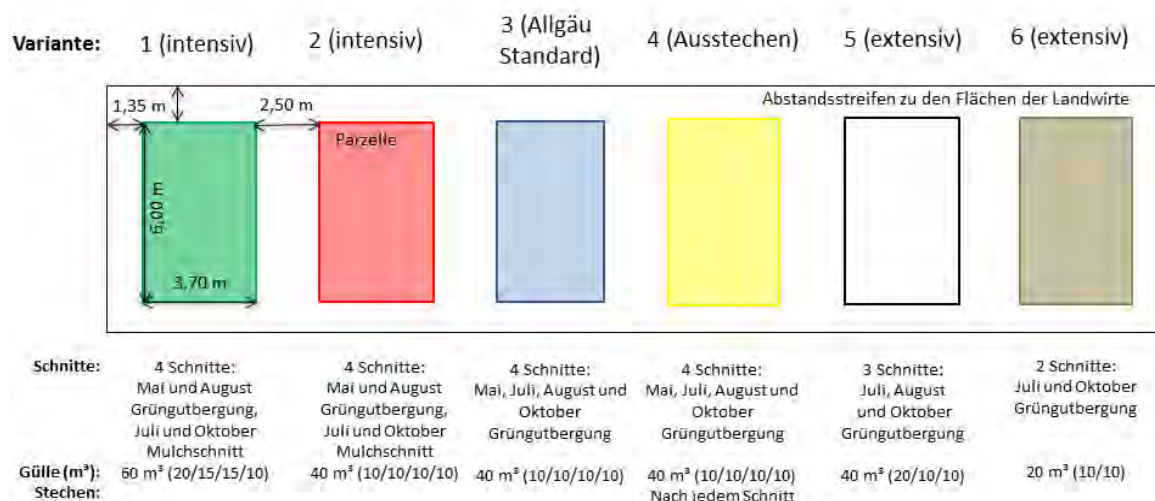 Variante: 1 (intensiv) 2 (intensiv) 3 (Allgäu Standard) 4 (Ausstechen) 5 (extensiv) 6 (extensiv)
Abstandsstreifen zu den Flächen der Landwirte
1,35 m
2,50 m
Parzelle
6,00 m
3,70 m
Schnitte:
4 Schnitte:
Mai und August
Grüngutbergung,
Juli und Oktober
Mulchschnitt
4 Schnitte:
Mai und August
Grüngutbergung,
Juli und Oktober
Mulchschnitt
4 Schnitte:
Mai, Juli, August und
Oktober
Grüngutbergung
4 Schnitte:
Mai, Juli, August und
Oktober
Grüngutbergung
3 Schnitte:
Juli, August
und Oktober
Grüngutbergung
2 Schnitte:
Juli und Oktober
Grüngutbergung
Gülle (m³): 60 m³ (20/15/15/10) 40 m³ (10/10/10/10) 40 m³ (10/10/10/10) 40 m³ (10/10/10/10) 40 m³ (20/10/10) 20 m³ (10/10)
Stechen: Nach jedem Schnitt